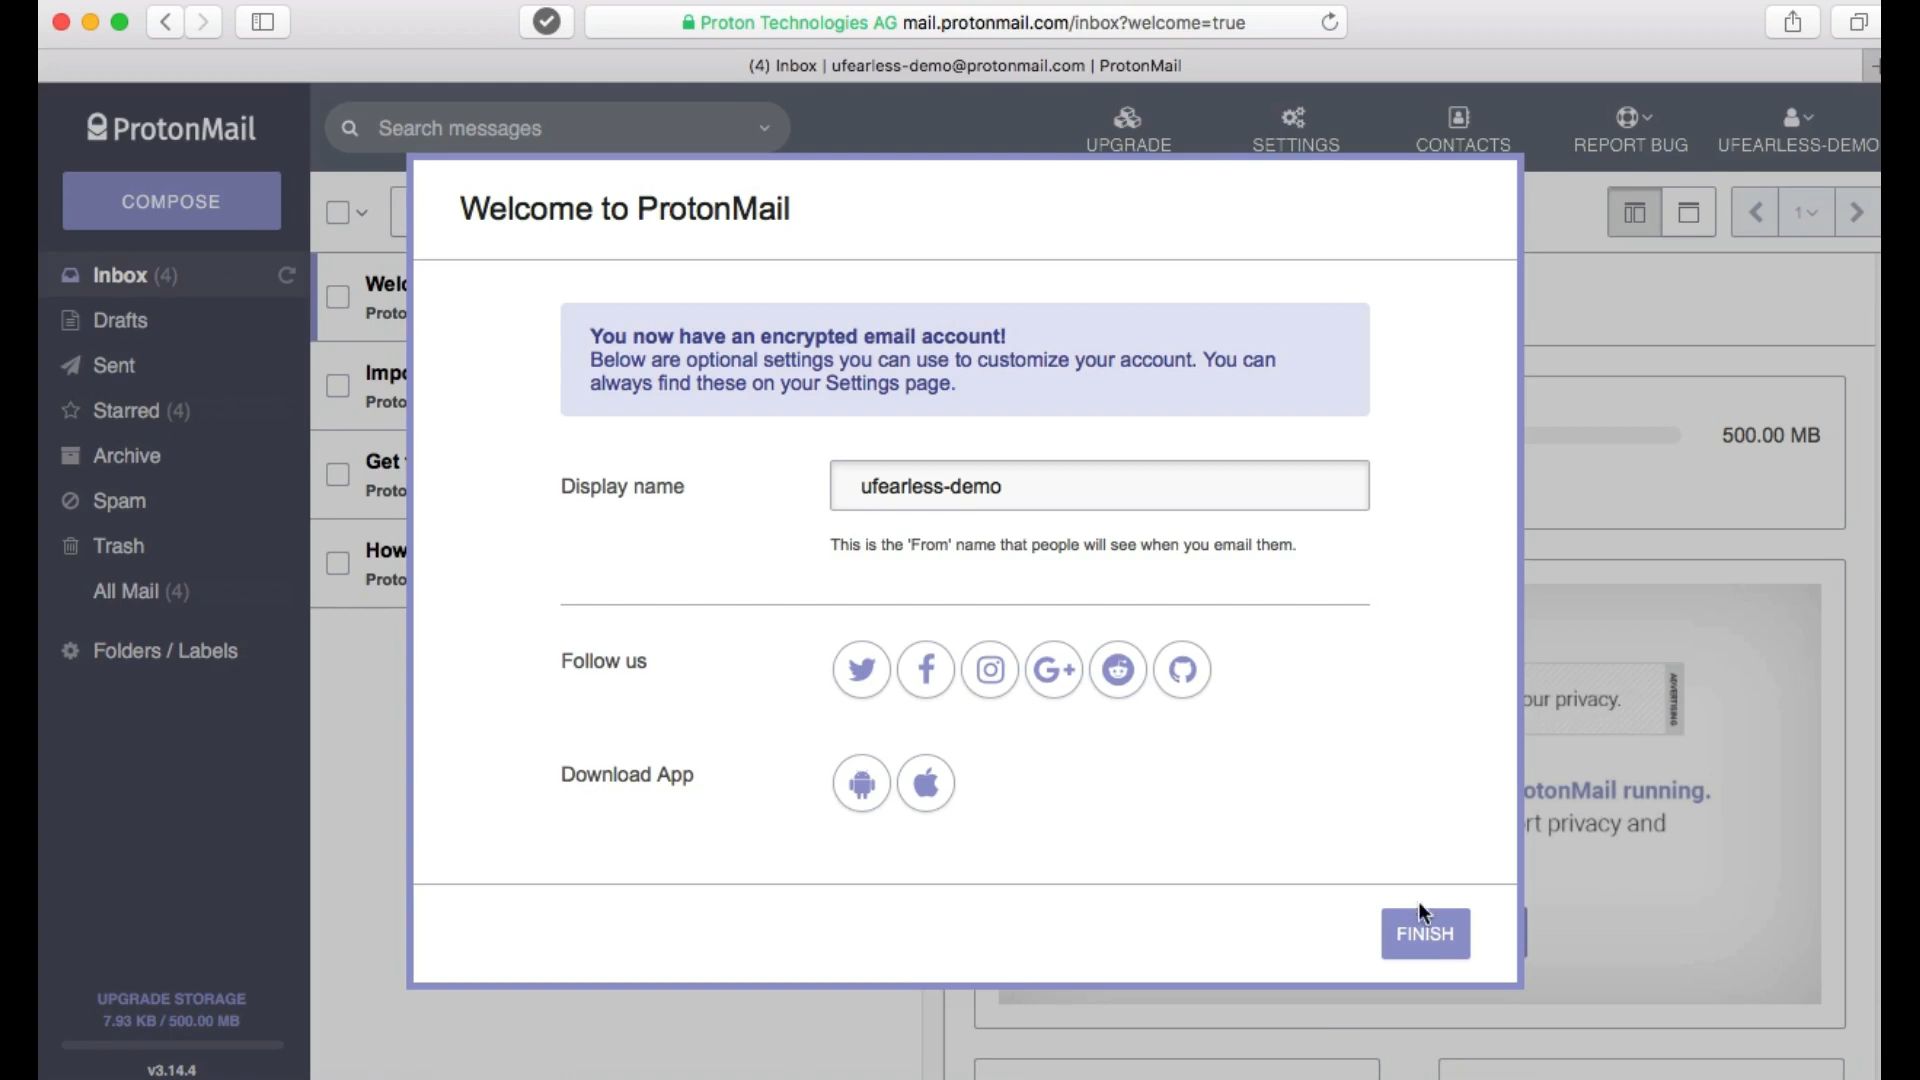 Proton Technologies AG mail.protonmail.com/inbox?welcome=true
(4) Inbox | ufearless-demo@protonmail.com | ProtonMail
ProtonMail
Search messages
UPGRADE
SETTINGS
CONTACTS
REPORT BUG
UFEARLESS-DEMO
COMPOSE
1
Inbox (4)
Drafts
Sent
Starred (4)
Archive
Spam
Trash
All Mail (4)
Folders / Labels
UPGRADE STORAGE
7.93 KB / 500.00 MB
v3.14.4
Welc
Proto
Impo
Proto
Get
Proto
How
Proto
Welcome to ProtonMail
You now have an encrypted email account!
Below are optional settings you can use to customize your account. You can
always find these on your Settings page.
Display name
ufearless-demo
This is the 'From' name that people will see when you email them.
Follow us
G+
Download App
FINISH
500.00 MB
our privacy.
ADVERTISING
otonMail running.
rt privacy and